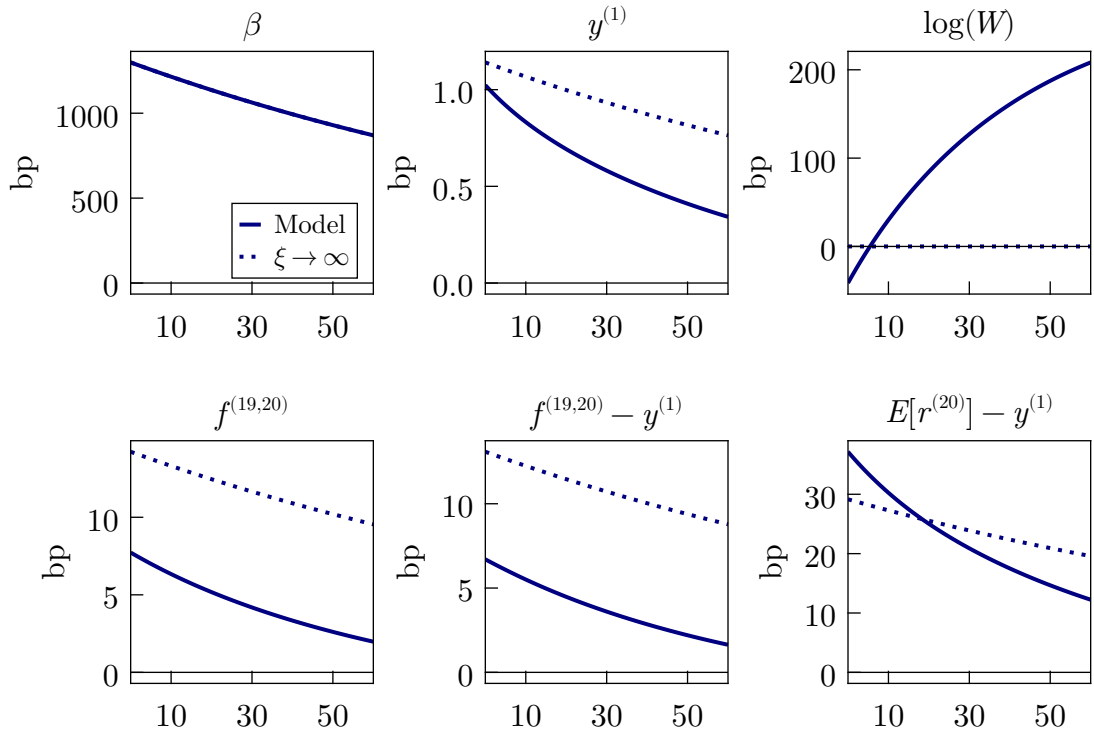 β
bp
1000
500
0
Model
ξ → ∞
10 30 50
y⁽¹⁾
bp
1.0
0.5
0.0
10 30 50
log(W)
bp
200
100
0
10 30 50
f⁽¹⁹,²⁰⁾
bp
10
5
0
10 30 50
f⁽¹⁹,²⁰⁾ − y⁽¹⁾
bp
10
5
0
10 30 50
E[r⁽²⁰⁾] − y⁽¹⁾
bp
30
20
10
0
10 30 50